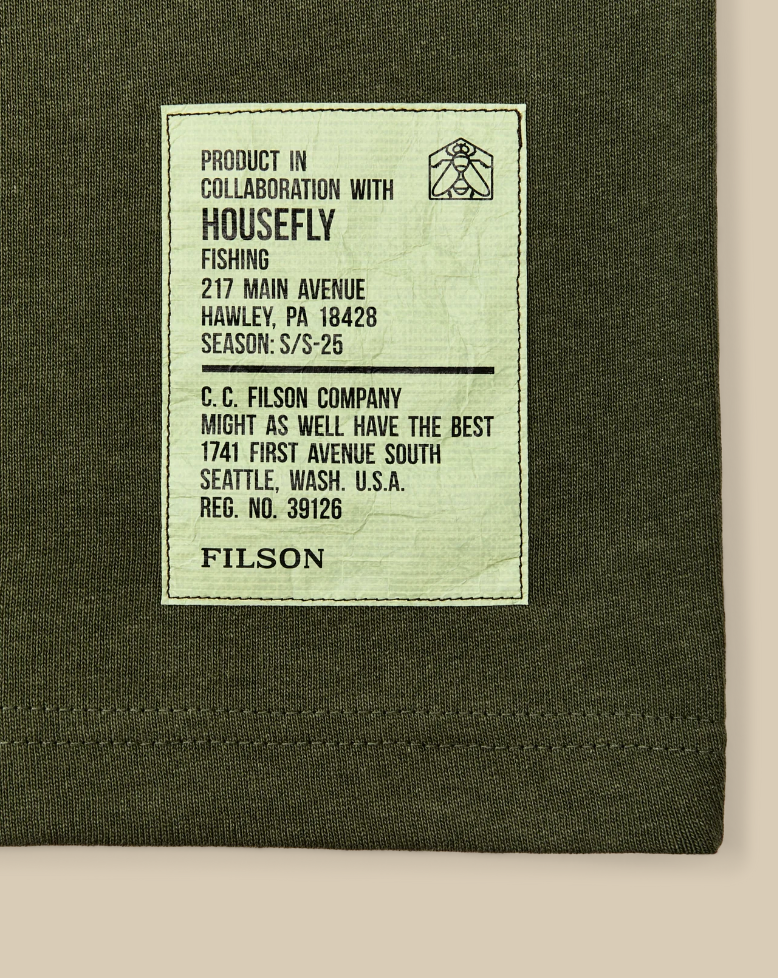 PRODUCT IN
COLLABORATION WITH
HOUSEFLY
FISHING
217 MAIN AVENUE
HAWLEY, PA 18428
SEASON: S/S-25
C.C. FILSON COMPANY
MIGHT AS WELL HAVE THE BEST
1741 FIRST AVENUE SOUTH
SEATTLE, WASH. U.S.A.
REG. NO. 39126
FILSON